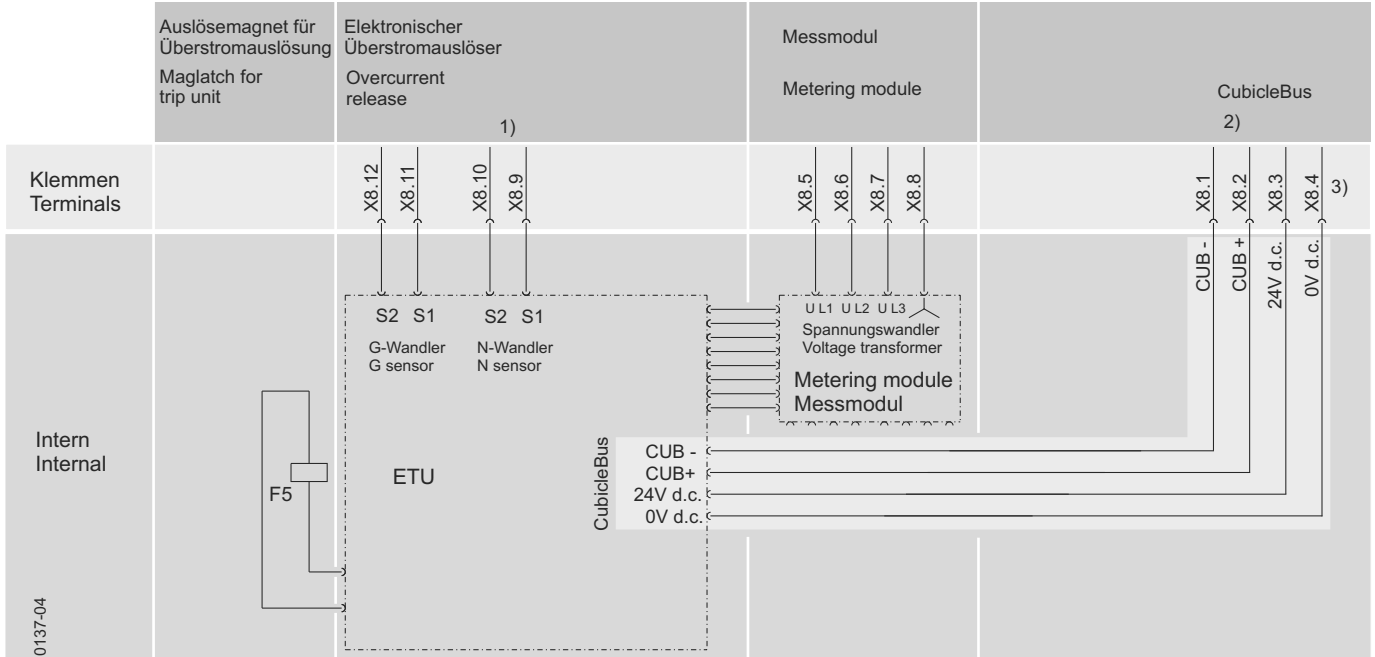 Auslösemagnet für
Überstromauslösung
Maglatch for
trip unit
Elektronischer
Überstromauslöser
Overcurrent
release
1)
Messmodul
Metering module
CubicleBus
2)
Klemmen
Terminals
X8.12
X8.11
X8.10
X8.9
X8.5
X8.6
X8.7
X8.8
X8.1
X8.2
X8.3
X8.4
3)
CUB -
CUB +
24V d.c.
0V d.c.
S2 S1
S2 S1
G-Wandler
G sensor
N-Wandler
N sensor
U L1 U L2 U L3
Spannungswandler
Voltage transformer
Metering module
Messmodul
Intern
Internal
F5
ETU
CubicleBus
CUB -
CUB+
24V d.c.
0V d.c.
0137-04